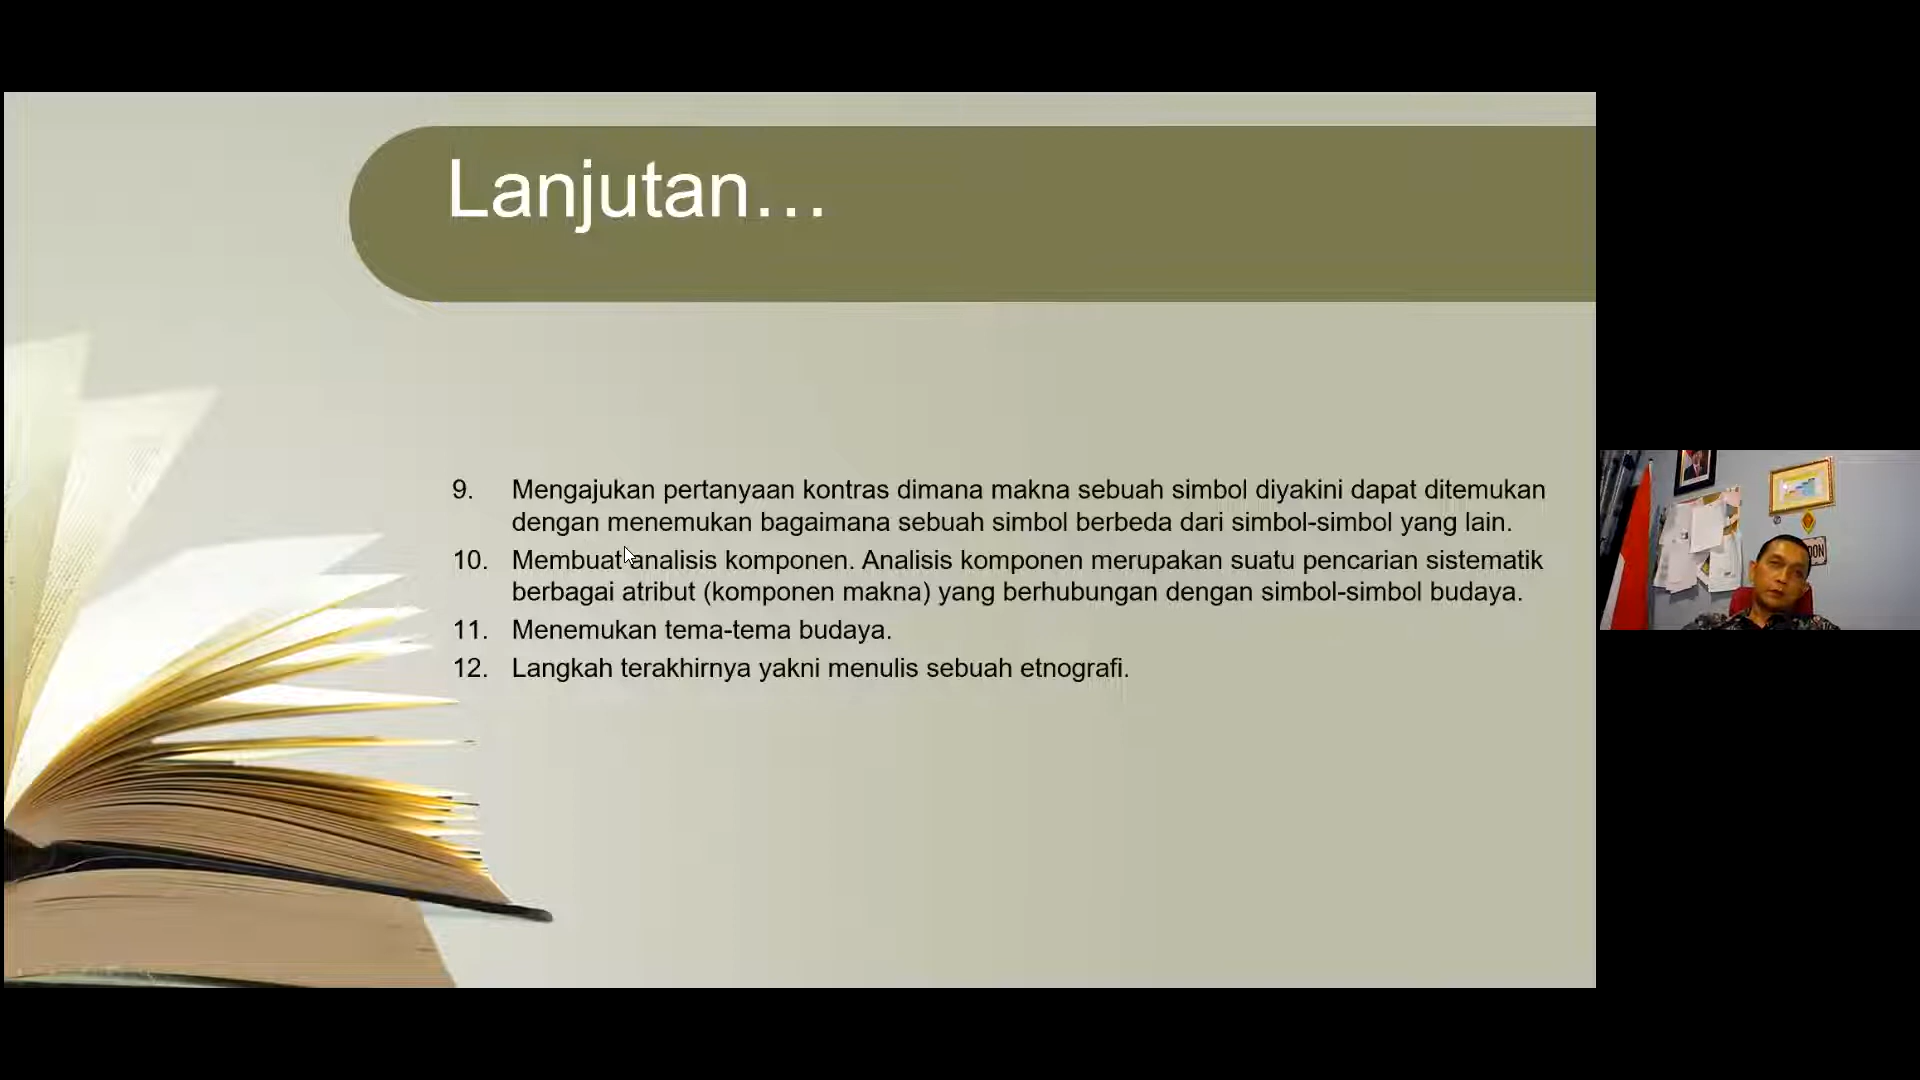 Lanjutan...
9. Mengajukan pertanyaan kontras dimana makna sebuah simbol diyakini dapat ditemukan
dengan menemukan bagaimana sebuah simbol berbeda dari simbol-simbol yang lain.
10. Membuat analisis komponen. Analisis komponen merupakan suatu pencarian sistematik
berbagai atribut (komponen makna) yang berhubungan dengan simbol-simbol budaya.
11. Menemukan tema-tema budaya.
12. Langkah terakhirnya yakni menulis sebuah etnografi.